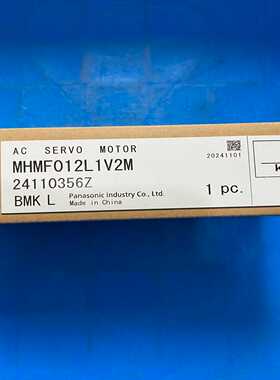 AC SERVO MOTOR
20241101
MHMF012L1V2M
24110356Z
1 pc.
BMK L
Panasonic Industry Co., Ltd.
Made in China